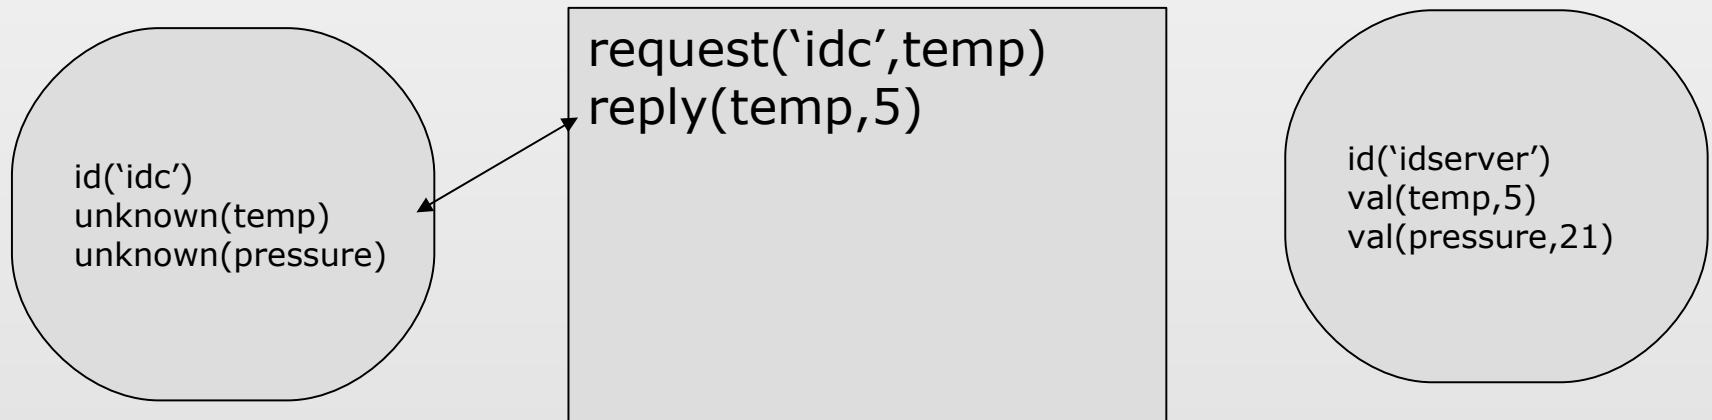 id(‘idc’)
unknown(temp)
unknown(pressure)
request(‘idc’,temp)
reply(temp,5)
id(‘idserver’)
val(temp,5)
val(pressure,21)